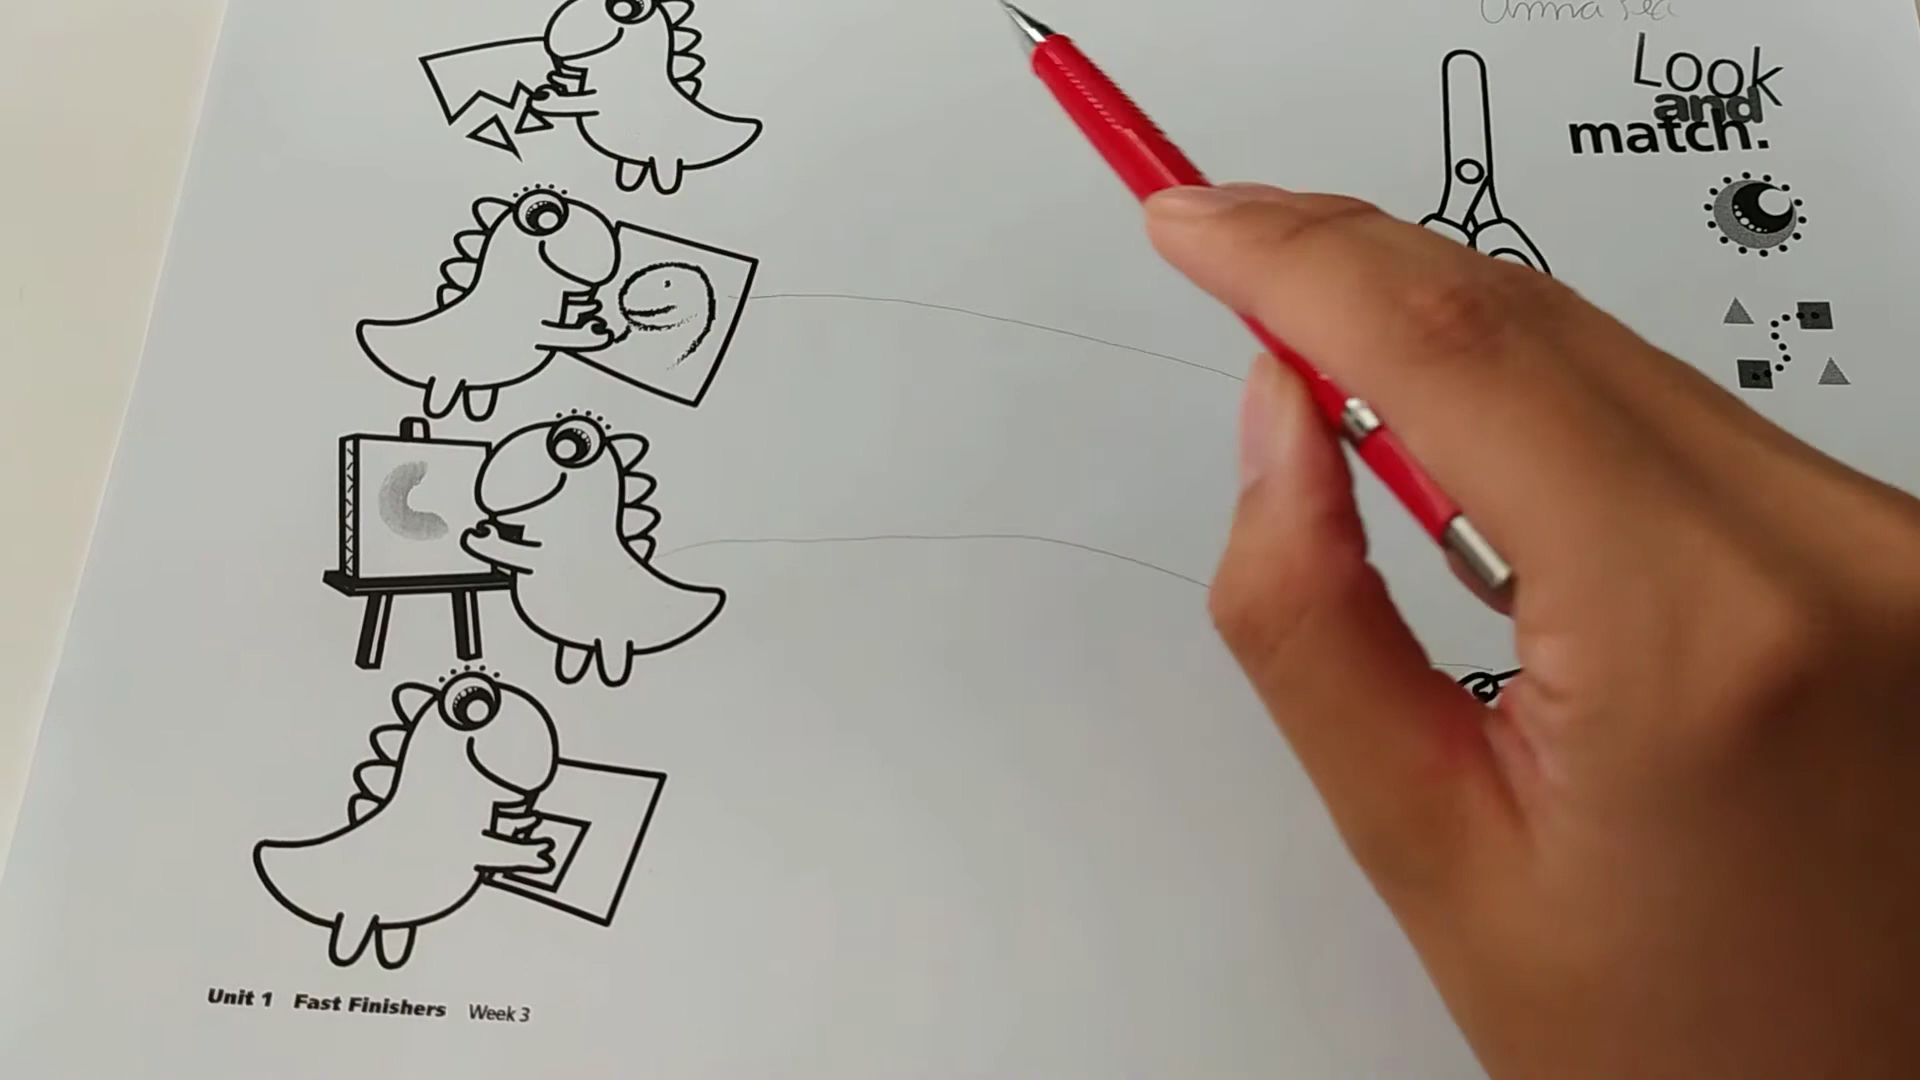 Look
and
match.
Unit 1 Fast Finishers Week 3